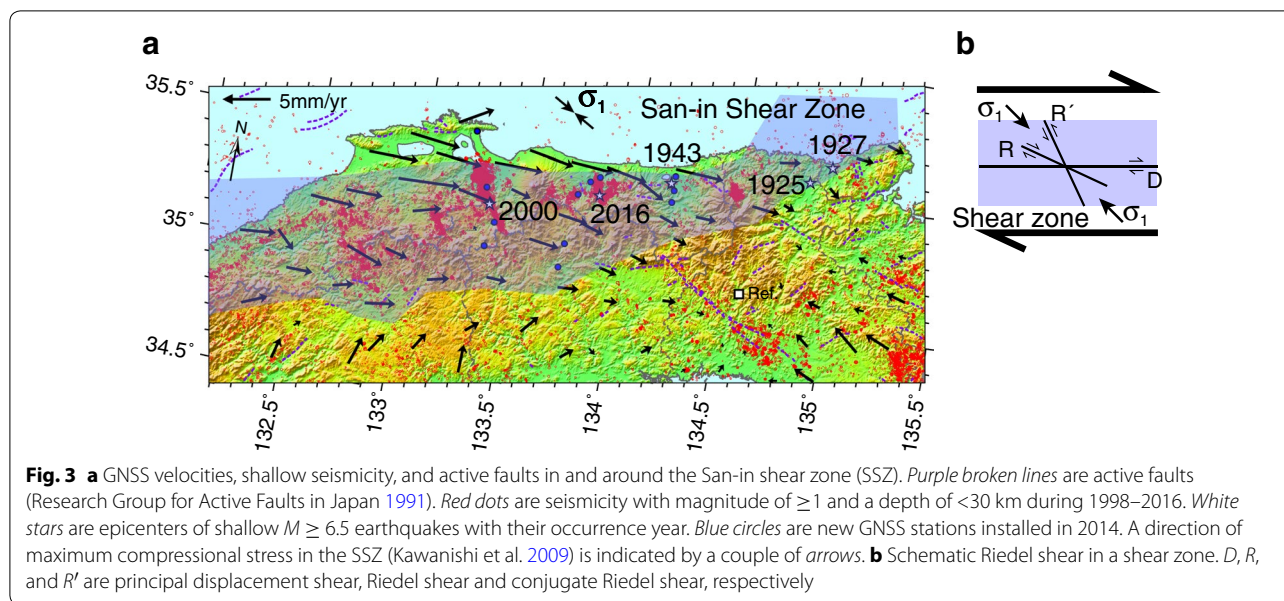 a
b
35.5°
35°
34.5°
5mm/yr
N
σ1
San-in Shear Zone
1943
1927
1925
2000
2016
Ref.
132.5°
133°
133.5°
134°
134.5°
135°
135.5°
σ1
R´
R
D
σ1
Shear zone
Fig. 3 a GNSS velocities, shallow seismicity, and active faults in and around the San-in shear zone (SSZ). Purple broken lines are active faults
(Research Group for Active Faults in Japan 1991). Red dots are seismicity with magnitude of ≥1 and a depth of <30 km during 1998–2016. White
stars are epicenters of shallow M ≥ 6.5 earthquakes with their occurrence year. Blue circles are new GNSS stations installed in 2014. A direction of
maximum compressional stress in the SSZ (Kawanishi et al. 2009) is indicated by a couple of arrows. b Schematic Riedel shear in a shear zone. D, R,
and R′ are principal displacement shear, Riedel shear and conjugate Riedel shear, respectively